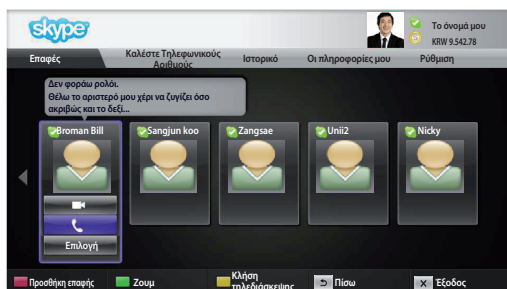 skype
Το όνομά μου
KRW 9.542.78
Επαφές
Καλέστε Τηλεφωνικούς
Αριθμούς
Ιστορικό
Οι πληροφορίες μου
Ρύθμιση
Δεν φοράω ρολόι.
Θέλω το αριστερό μου χέρι να ζυγίζει όσο
ακριβώς και το δεξί...
Broman Bill
Sangjun koo
Zangsae
Unii2
Nicky
Επιλογή
Προσθήκη επαφής
Ζουμ
Κλήση
τηλεδιάσκεψης
Πίσω
X Έξοδος